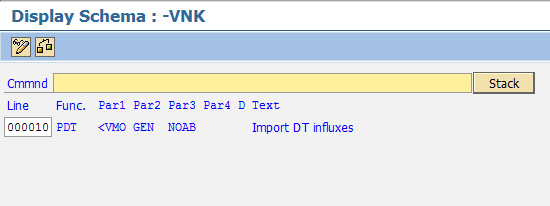 Display Schema : -VNK
Cmmnd Stack
Line Func. Par1 Par2 Par3 Par4 D Text
000010 PDT <VMO GEN NOAB Import DT influxes